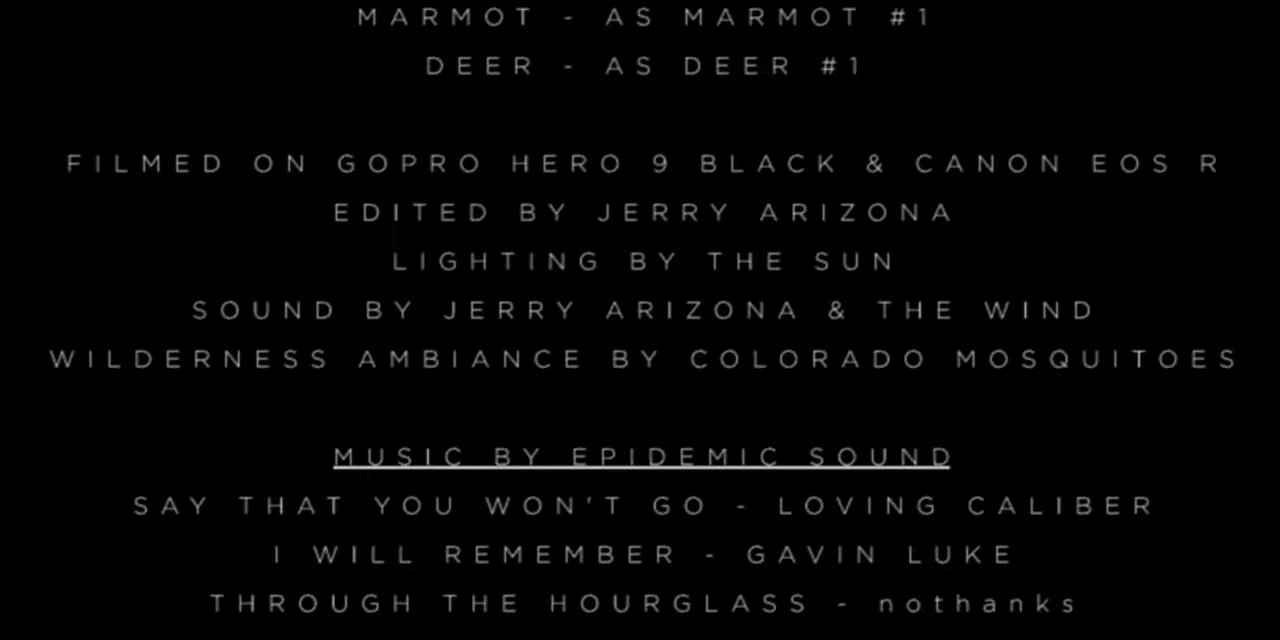 MARMOT - AS MARMOT #1
DEER - AS DEER #1
FILMED ON GOPRO HERO 9 BLACK & CANON EOS R
EDITED BY JERRY ARIZONA
LIGHTING BY THE SUN
SOUND BY JERRY ARIZONA & THE WIND
WILDERNESS AMBIANCE BY COLORADO MOSQUITOES
MUSIC BY EPIDEMIC SOUND
SAY THAT YOU WON'T GO - LOVING CALIBER
I WILL REMEMBER - GAVIN LUKE
THROUGH THE HOURGLASS - nothanks